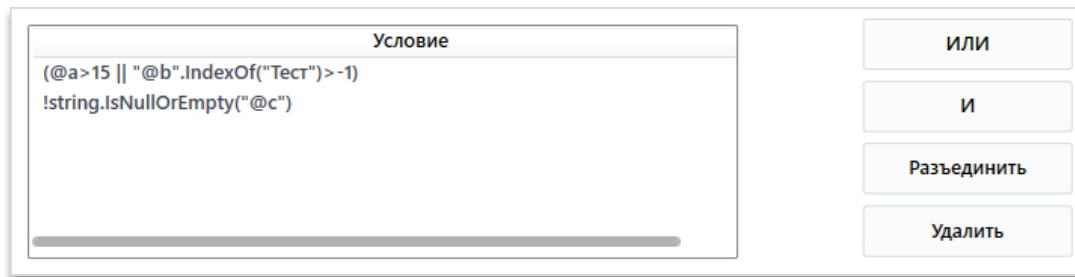 Условие
(@a>15 || "@b".IndexOf("Тест")>-1)
!string.IsNullOrEmpty("@c")
ИЛИ
И
Разъединить
Удалить